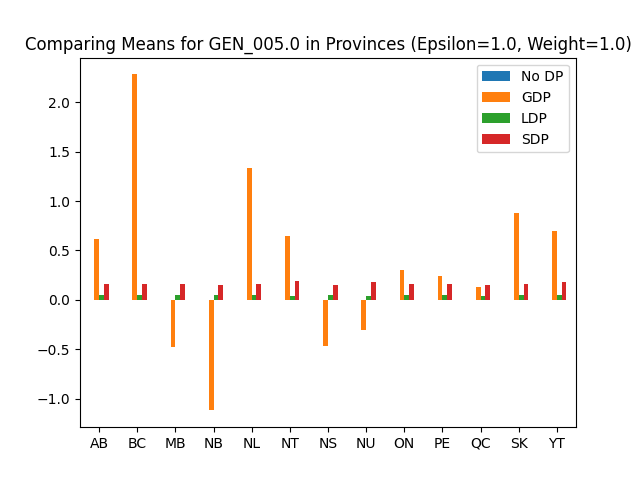 Comparing Means for GEN_005.0 in Provinces (Epsilon=1.0, Weight=1.0)
No DP
GDP
LDP
SDP
2.0
1.5
1.0
0.5
0.0
−0.5
−1.0
AB BC MB NB NL NT NS NU ON PE QC SK YT